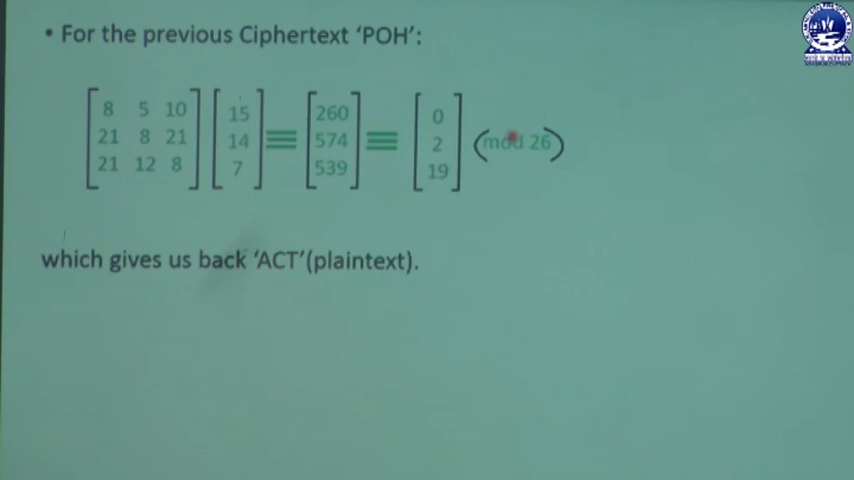 • For the previous Ciphertext 'POH':
[8 5 10] [15] ≡ [260] ≡ [0] (mod 26)
[21 8 21] [14] [574] [2]
[21 12 8] [7] [539] [19]
which gives us back 'ACT'(plaintext).